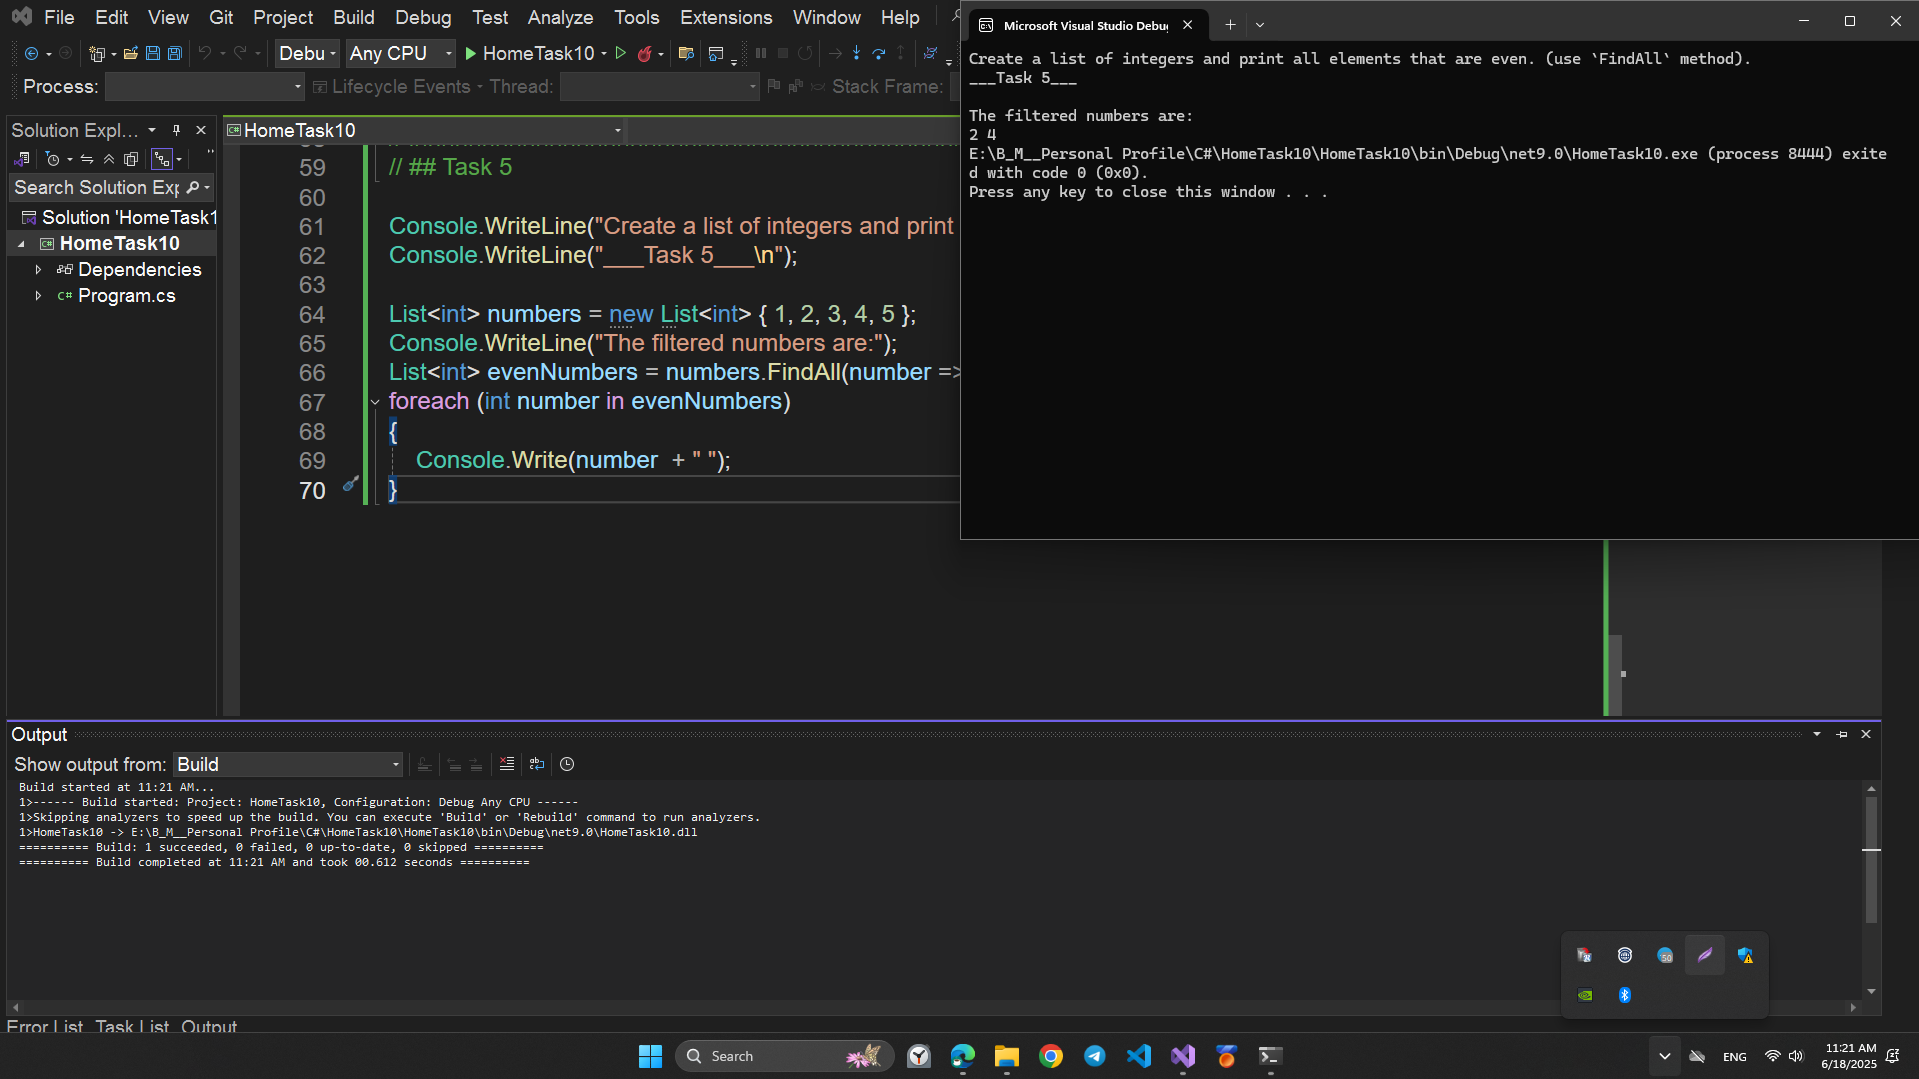 File Edit View Git Project Build Debug Test Analyze Tools Extensions Window Help
Debu Any CPU HomeTask10
Process: Lifecycle Events Thread: Stack Frame:
Solution Expl...
Search Solution Exp
Solution 'HomeTask1
HomeTask10
Dependencies
Program.cs
HomeTask10
59 // ## Task 5
60
61 Console.WriteLine("Create a list of integers and print
62 Console.WriteLine("___Task 5___\n");
63
64 List<int> numbers = new List<int> { 1, 2, 3, 4, 5 };
65 Console.WriteLine("The filtered numbers are:");
66 List<int> evenNumbers = numbers.FindAll(number =>
67 foreach (int number in evenNumbers)
68 {
69 Console.Write(number  + " ");
70 }
Microsoft Visual Studio Debug
Create a list of integers and print all elements that are even. (use `FindAll` method).
___Task 5___
The filtered numbers are:
2 4
E:\B_M__Personal Profile\C#\HomeTask10\HomeTask10\bin\Debug\net9.0\HomeTask10.exe (process 8444) exite
d with code 0 (0x0).
Press any key to close this window . . .
Output
Show output from: Build
Build started at 11:21 AM...
1>------ Build started: Project: HomeTask10, Configuration: Debug Any CPU ------
1>Skipping analyzers to speed up the build. You can execute 'Build' or 'Rebuild' command to run analyzers.
1>HomeTask10 -> E:\B_M__Personal Profile\C#\HomeTask10\HomeTask10\bin\Debug\net9.0\HomeTask10.dll
========== Build: 1 succeeded, 0 failed, 0 up-to-date, 0 skipped ==========
========== Build completed at 11:21 AM and took 00.612 seconds ==========
Error List Task List Output
50
Search
ENG
11:21 AM
6/18/2025